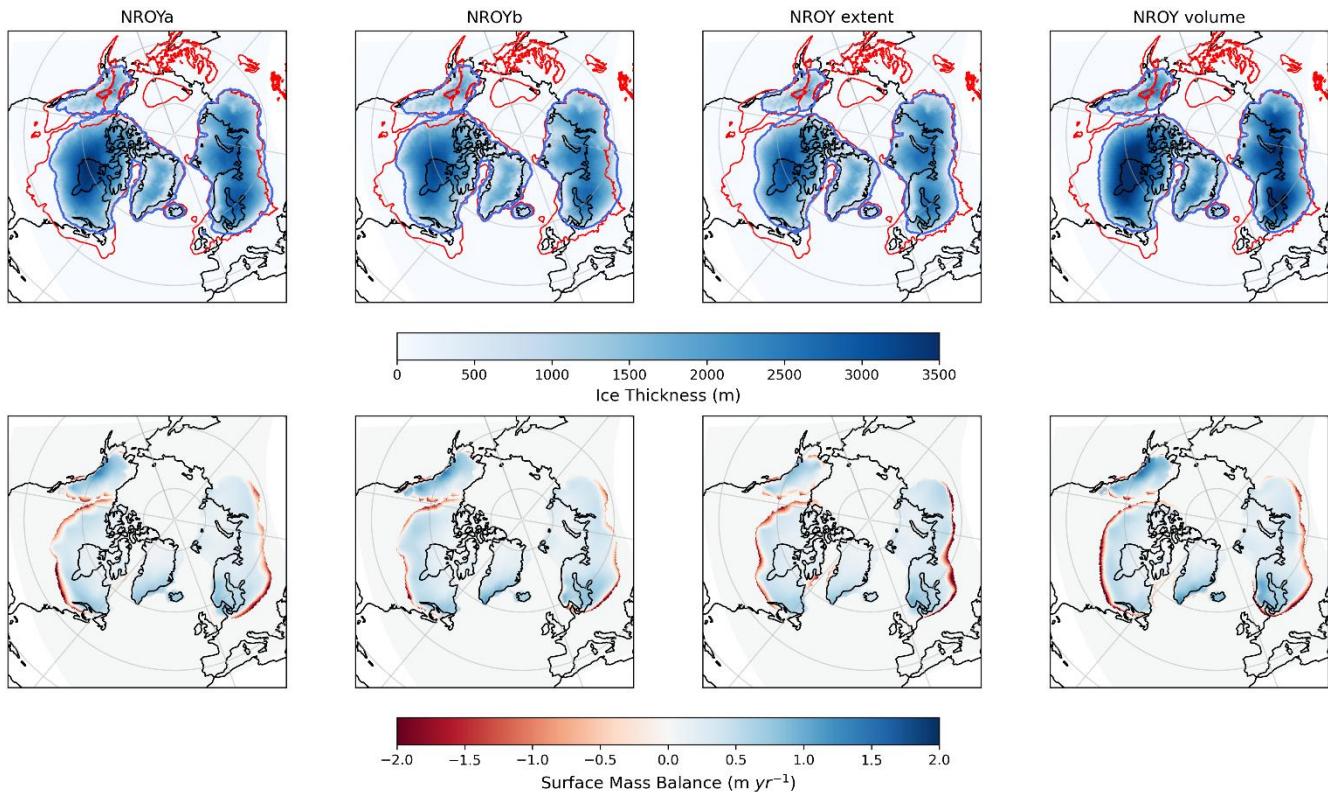 NROYa NROYb NROY extent NROY volume
0 500 1000 1500 2000 2500 3000 3500
Ice Thickness (m)
−2.0 −1.5 −1.0 −0.5 0.0 0.5 1.0 1.5 2.0
Surface Mass Balance (m yr⁻¹)